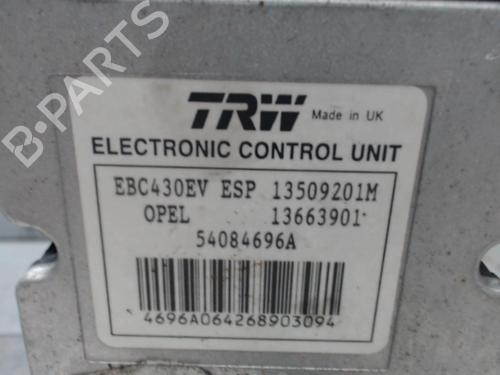 TRW Made in UK
ELECTRONIC CONTROL UNIT
EBC430EV ESP 13509201M
OPEL 13663901
54084696A
4696A064268903094
B-PARTS